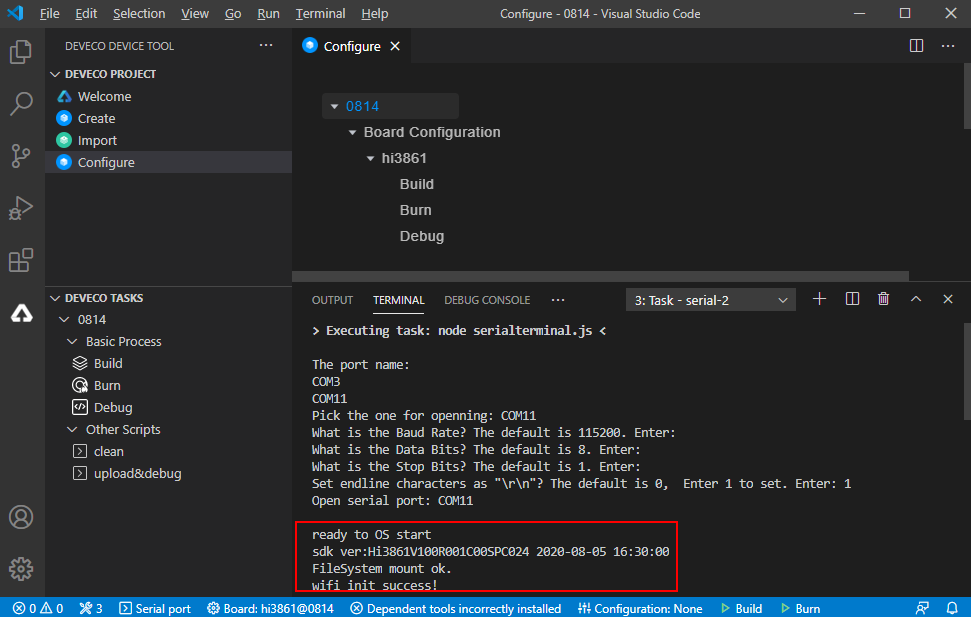 File Edit Selection View Go Run Terminal Help Configure - 0814 - Visual Studio Code
DEVECO DEVICE TOOL
DEVECO PROJECT
Welcome
Create
Import
Configure
DEVECO TASKS
0814
Basic Process
Build
Burn
Debug
Other Scripts
clean
upload&debug
Configure
0814
Board Configuration
hi3861
Build
Burn
Debug
OUTPUT TERMINAL DEBUG CONSOLE 3: Task - serial-2
> Executing task: node serialterminal.js <
The port name:
COM3
COM11
Pick the one for openning: COM11
What is the Baud Rate? The default is 115200. Enter:
What is the Data Bits? The default is 8. Enter:
What is the Stop Bits? The default is 1. Enter:
Set endline characters as "\r\n"? The default is 0,  Enter 1 to set. Enter: 1
Open serial port: COM11
ready to OS start
sdk ver:Hi3861V100R001C00SPC024 2020-08-05 16:30:00
FileSystem mount ok.
wifi init success!
0 0 3 Serial port Board: hi3861@0814 Dependent tools incorrectly installed Configuration: None Build Burn